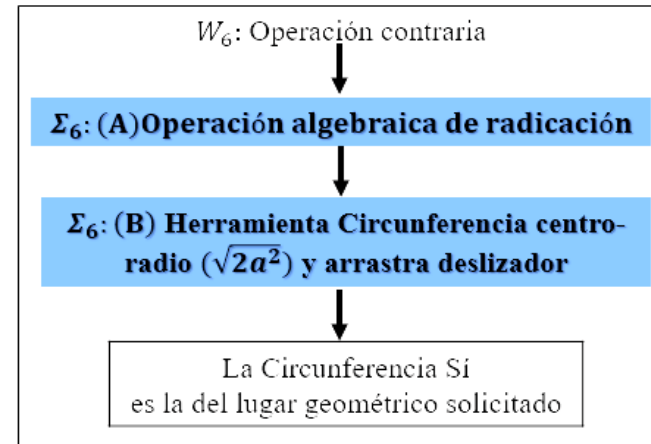 W₆: Operación contraria
Σ₆: (A)Operación algebraica de radicación
Σ₆: (B) Herramienta Circunferencia centro-
radio (√2a²) y arrastra deslizador
La Circunferencia Sí
es la del lugar geométrico solicitado